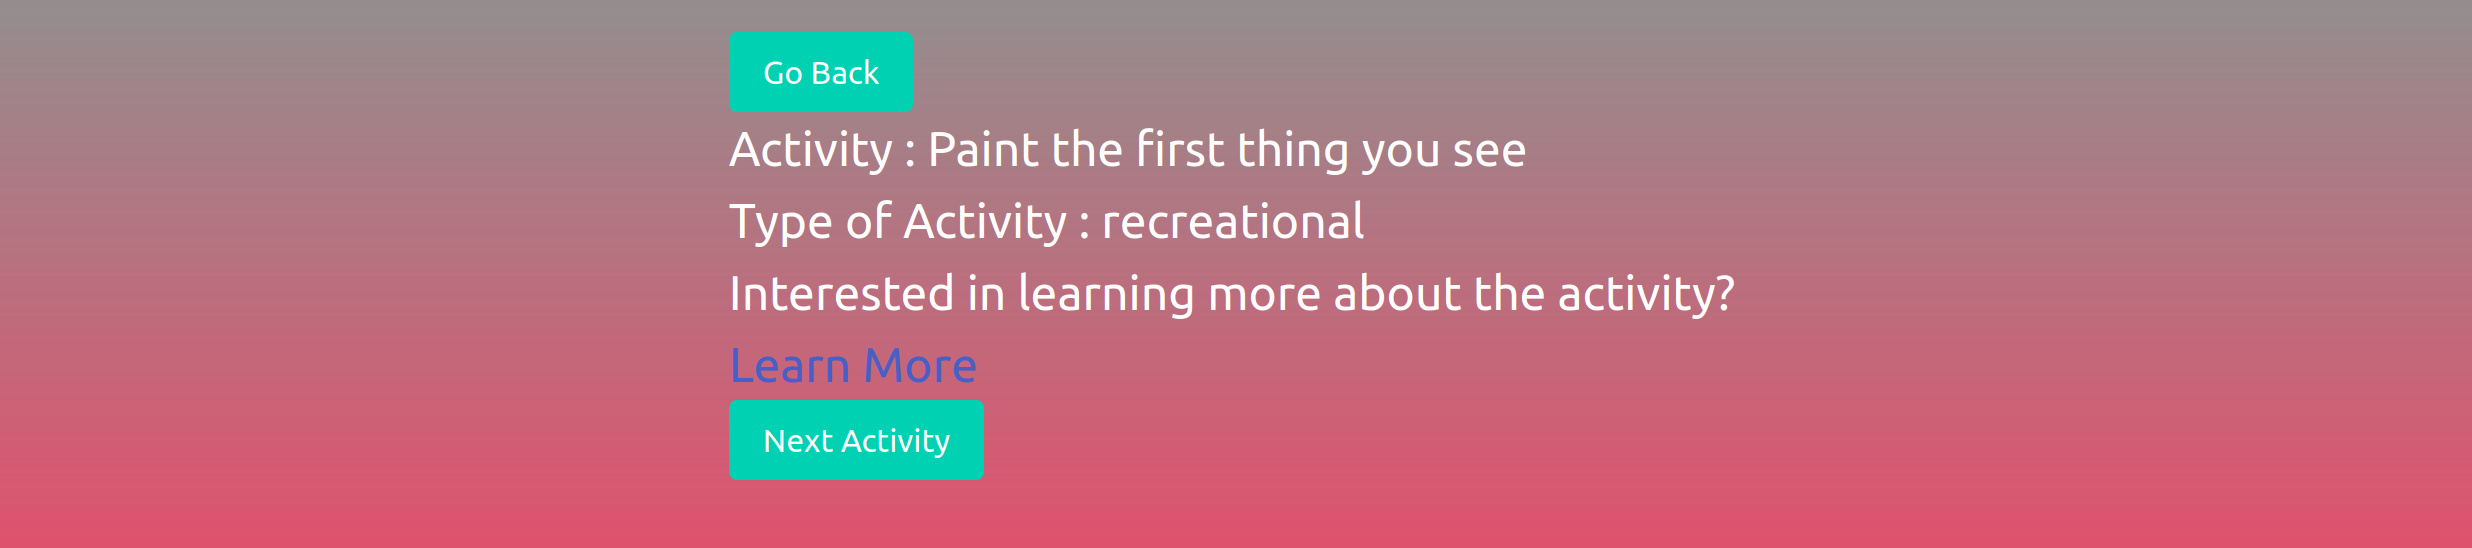 Go Back
Activity : Paint the first thing you see
Type of Activity : recreational
Interested in learning more about the activity?
Learn More
Next Activity